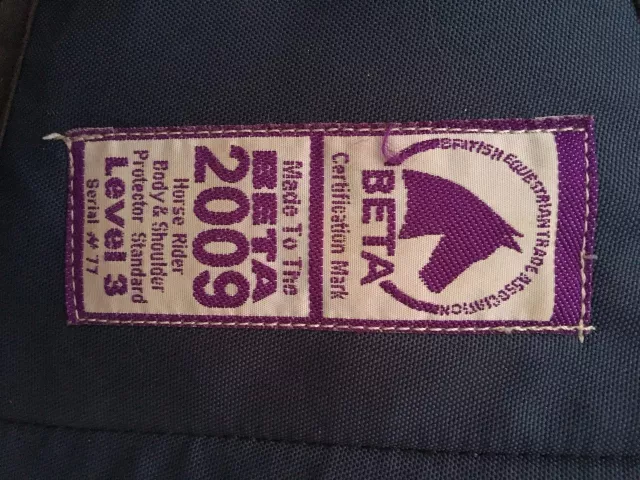 BRITISH EQUESTRIAN TRADE ASSOCIATION
BETA
Certification Mark
Made To The
BETA
2009
Horse Rider
Body & Shoulder
Protector Standard
Level 3
Serial # 77